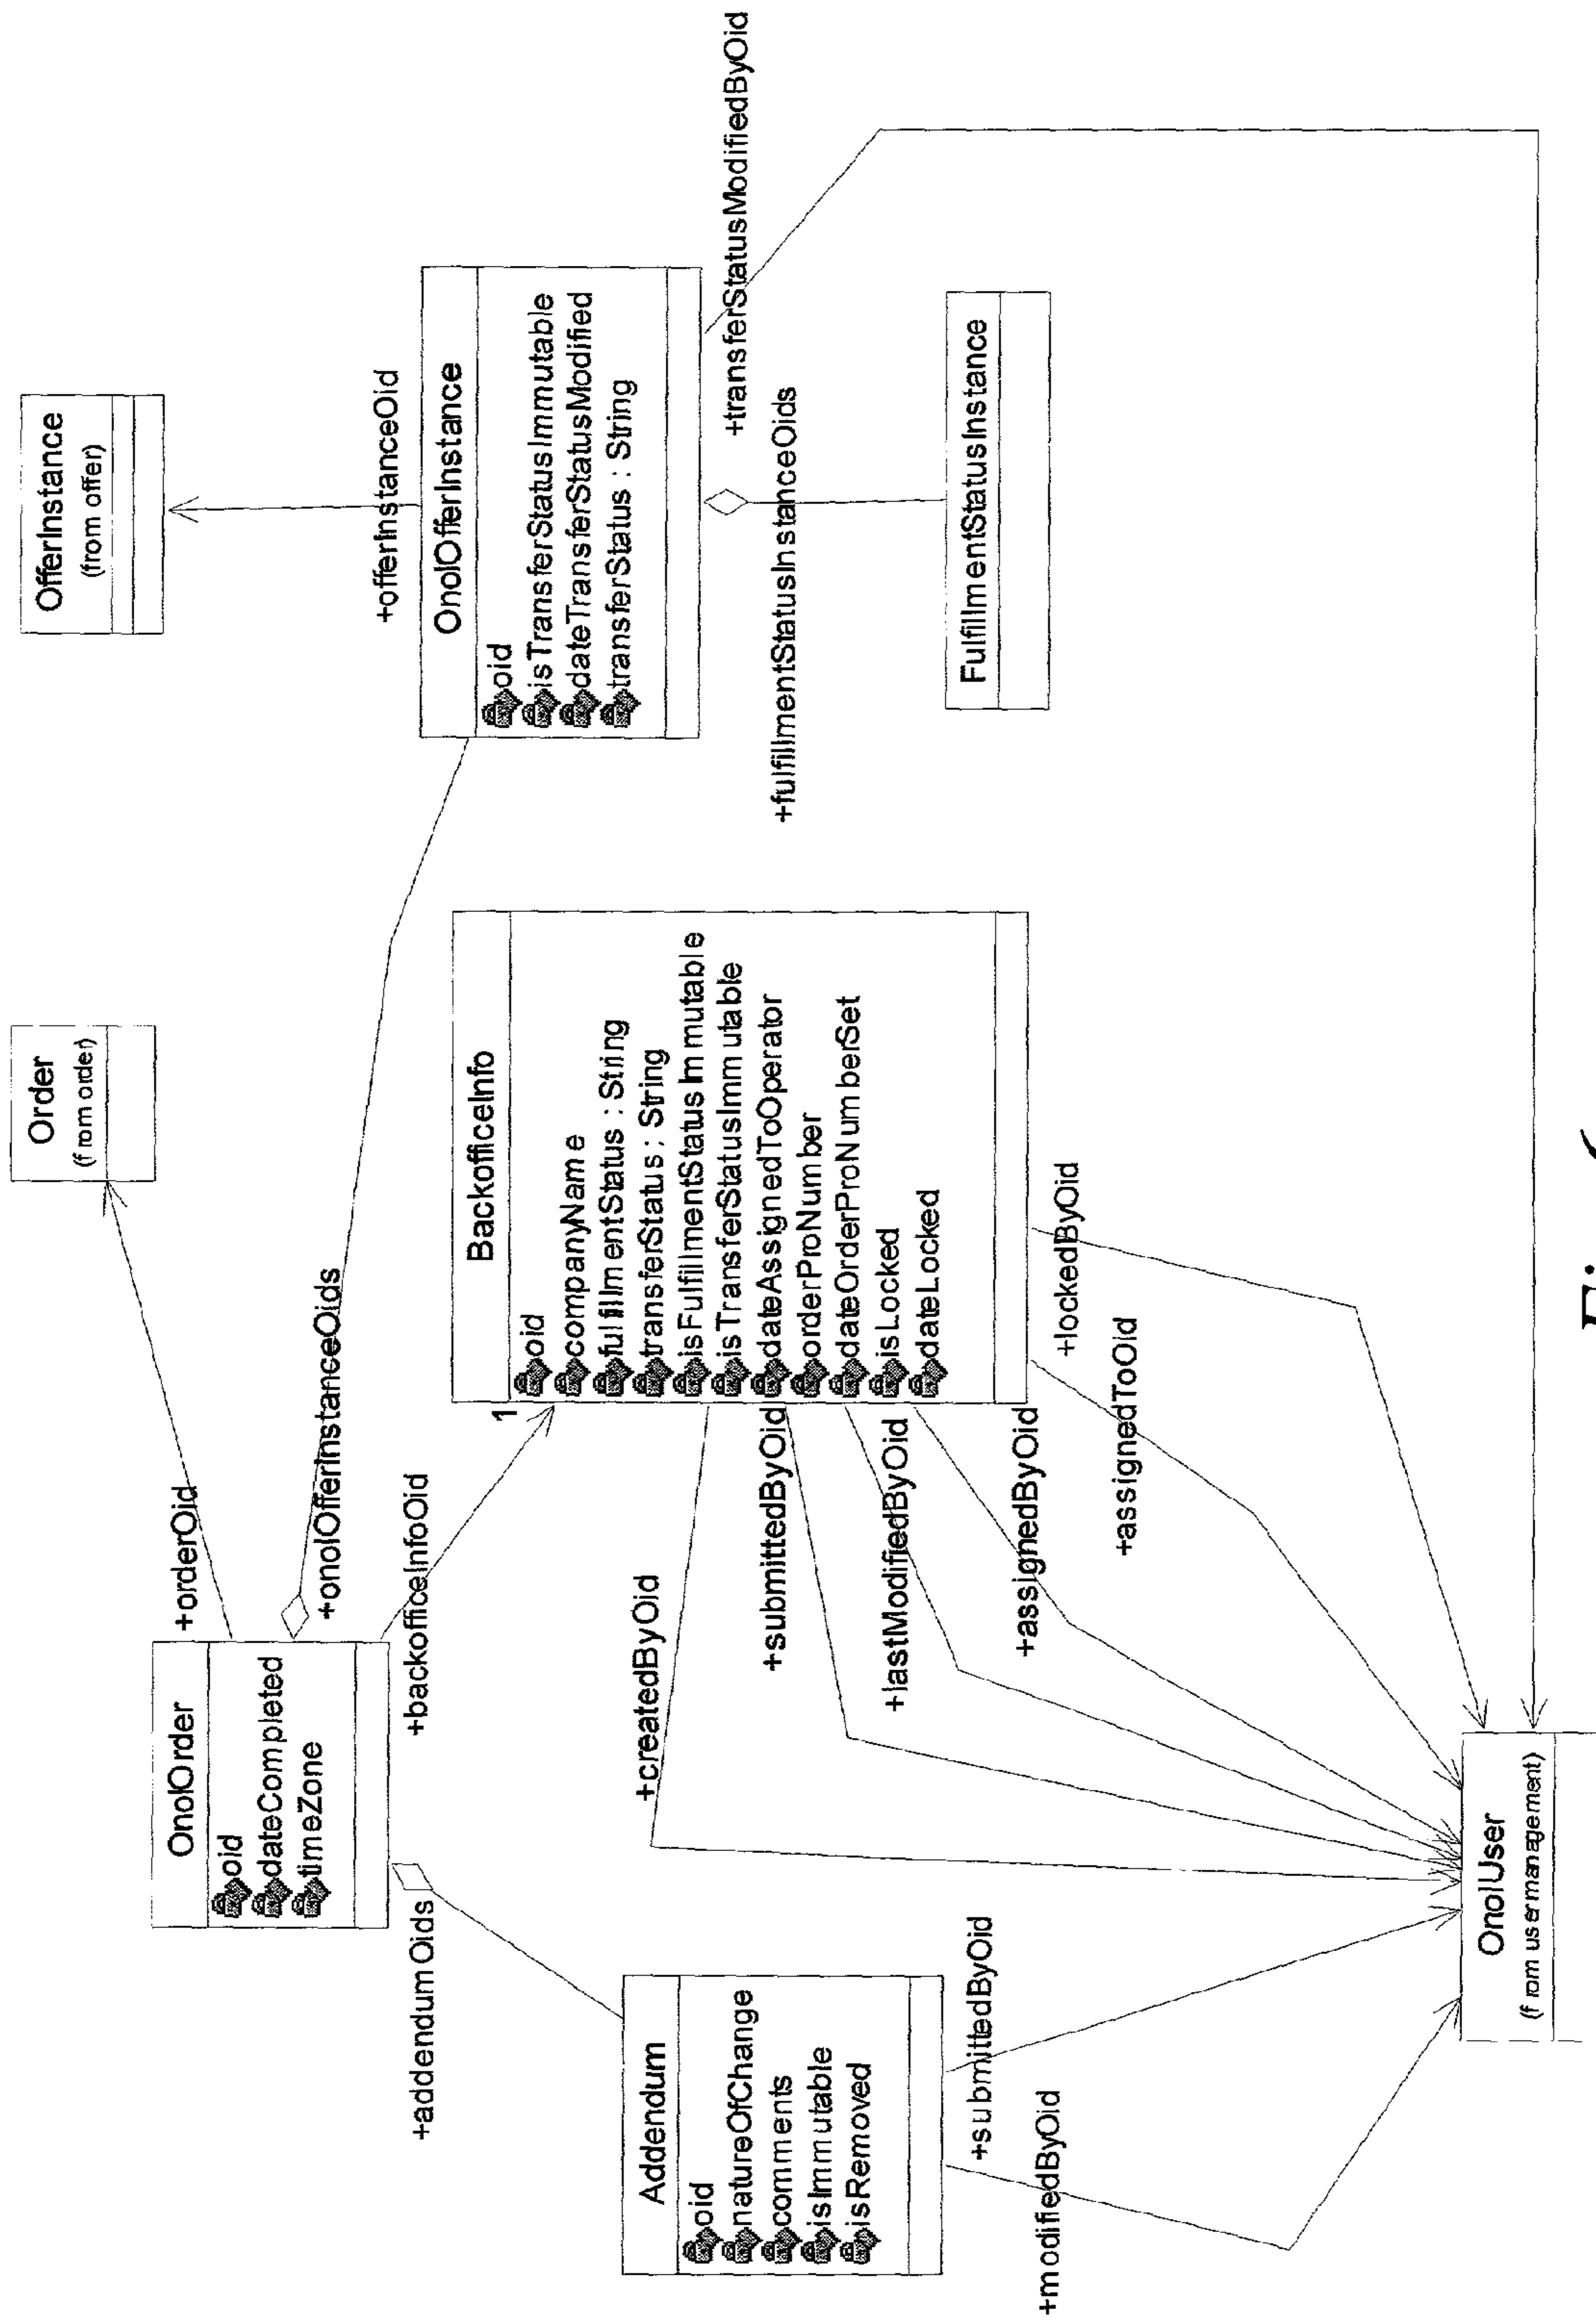 Order
(from order)
OfferInstance
(from offer)
+orderOid
+offerInstanceOid
OnolOrder
oid
dateCompleted
timeZone
+onolOfferInstanceOids
+backofficeInfoOid
+addendumOids
OnolOfferInstance
oid
isTransferStatusImmutable
dateTransferStatusModified
transferStatus : String
+transferStatusModifiedByOid
+fulfillmentStatusInstanceOids
FulfillmentStatusInstance
1
BackofficeInfo
oid
companyName
fulfillmentStatus : String
transferStatus : String
isFulfillmentStatusImmutable
isTransferStatusImmutable
dateAssignedToOperator
orderProNumber
dateOrderProNumberSet
isLocked
dateLocked
Addendum
oid
natureOfChange
comments
isImmutable
isRemoved
+createdByOid
+submittedByOid
+lastModifiedByOid
+assignedByOid
+assignedToOid
+lockedByOid
+submittedByOid
+modifiedByOid
OnolUser
(from usermanagement)